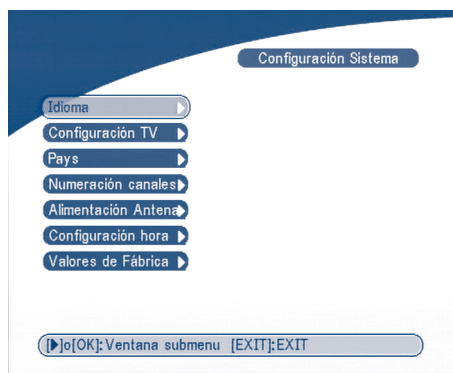 Configuración Sistema
Idioma
Configuración TV
Pays
Numeración canales
Alimentación Antena
Configuración hora
Valores de Fábrica
[▶]o[OK]:Ventana submenu [EXIT]:EXIT